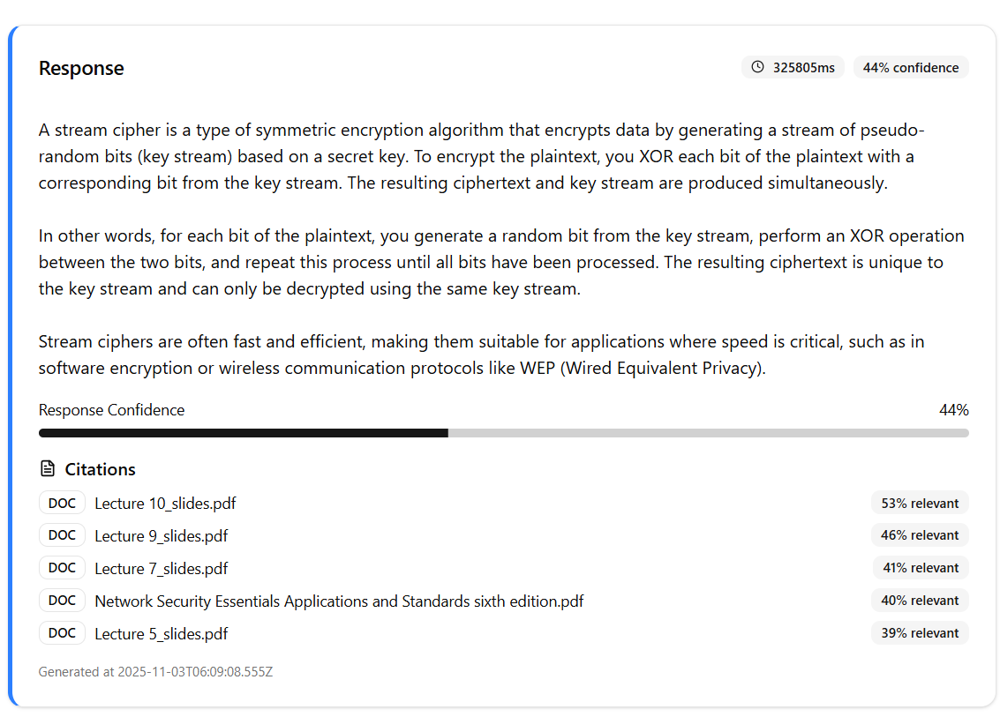 Response
325805ms
44% confidence
A stream cipher is a type of symmetric encryption algorithm that encrypts data by generating a stream of pseudo-
random bits (key stream) based on a secret key. To encrypt the plaintext, you XOR each bit of the plaintext with a
corresponding bit from the key stream. The resulting ciphertext and key stream are produced simultaneously.
In other words, for each bit of the plaintext, you generate a random bit from the key stream, perform an XOR operation
between the two bits, and repeat this process until all bits have been processed. The resulting ciphertext is unique to
the key stream and can only be decrypted using the same key stream.
Stream ciphers are often fast and efficient, making them suitable for applications where speed is critical, such as in
software encryption or wireless communication protocols like WEP (Wired Equivalent Privacy).
Response Confidence
44%
Citations
DOC Lecture 10_slides.pdf 53% relevant
DOC Lecture 9_slides.pdf 46% relevant
DOC Lecture 7_slides.pdf 41% relevant
DOC Network Security Essentials Applications and Standards sixth edition.pdf 40% relevant
DOC Lecture 5_slides.pdf 39% relevant
Generated at 2025-11-03T06:09:08.555Z